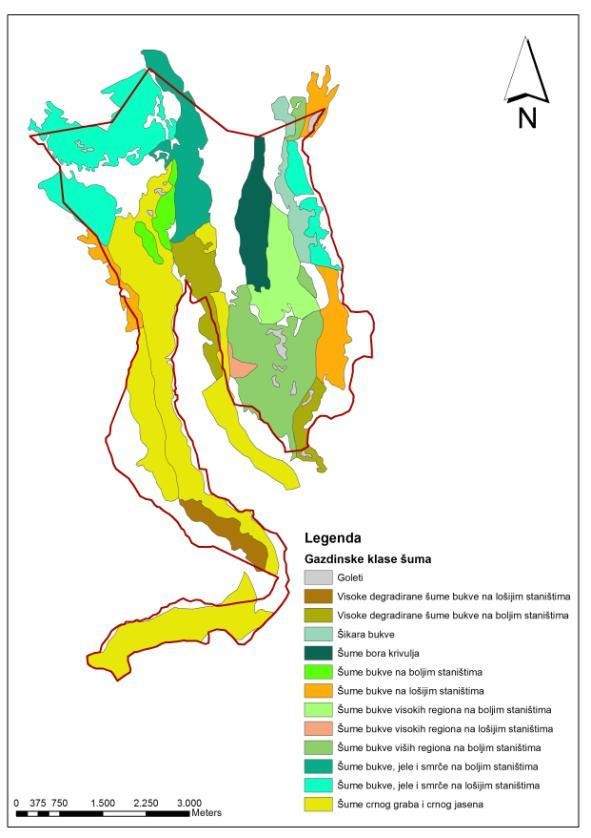 N
Legenda
Gazdinske klase šuma
Goleti
Visoke degradirane šume bukve na lošijim staništima
Visoke degradirane šume bukve na boljim staništima
Šikara bukve
Šume bora krivulja
Šume bukve na boljim staništima
Šume bukve na lošijim staništima
Šume bukve visokih regiona na boljim staništima
Šume bukve visokih regiona na lošijim staništima
Šume bukve viših regiona na boljim staništima
Šume bukve, jele i smrče na boljim staništima
Šume bukve, jele i smrče na lošijim staništima
Šume crnog graba i crnog jasena
0 375 750 1.500 2.250 3.000
Meters